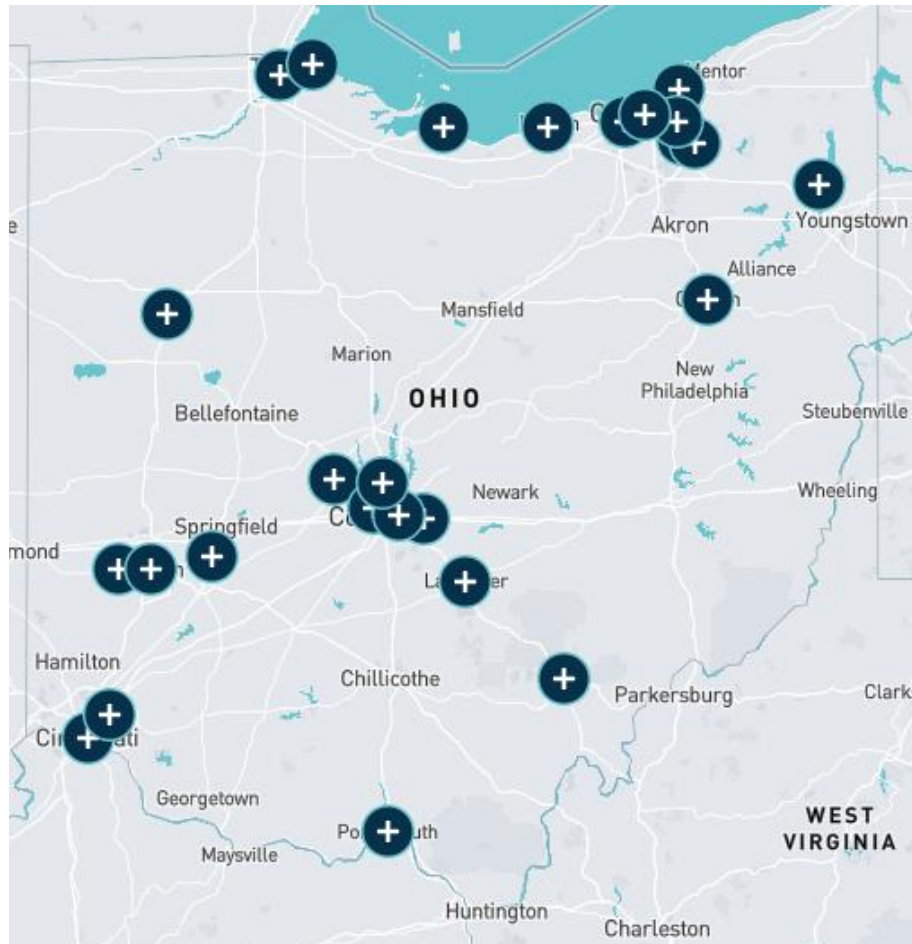 Mentor
Akron
Youngstown
Alliance
Mansfield
Marion
New
Philadelphia
OHIO
Bellefontaine
Steubenville
Newark
Wheeling
Springfield
mond
Hamilton
Chillicothe
Parkersburg
Clark
Georgetown
WEST
VIRGINIA
Maysville
Huntington
Charleston